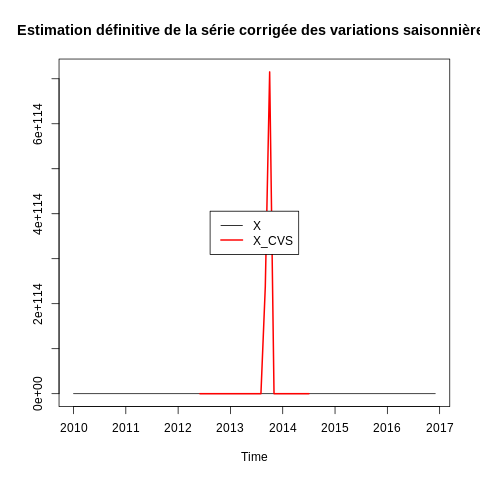 Estimation définitive de la série corrigée des variations saisonnière
6e+114
4e+114
2e+114
0e+00
X
X_CVS
2010 2011 2012 2013 2014 2015 2016 2017
Time